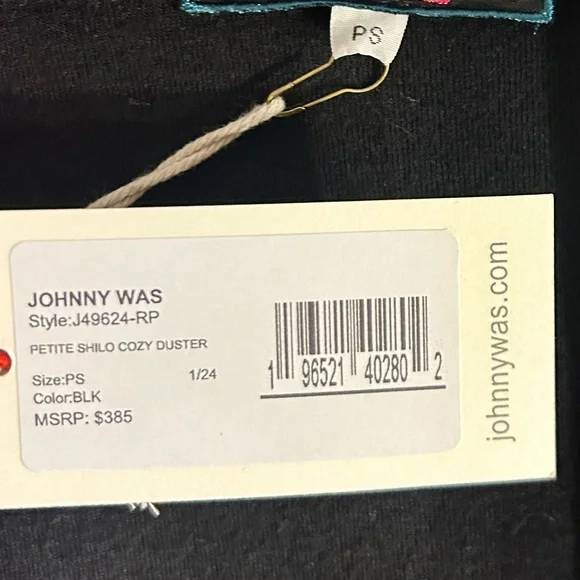 PS
JOHNNY WAS
Style:J49624-RP
PETITE SHILO COZY DUSTER
Size:PS 1/24
Color:BLK
MSRP: $385
1 96521 40280 2
johnnywas.com